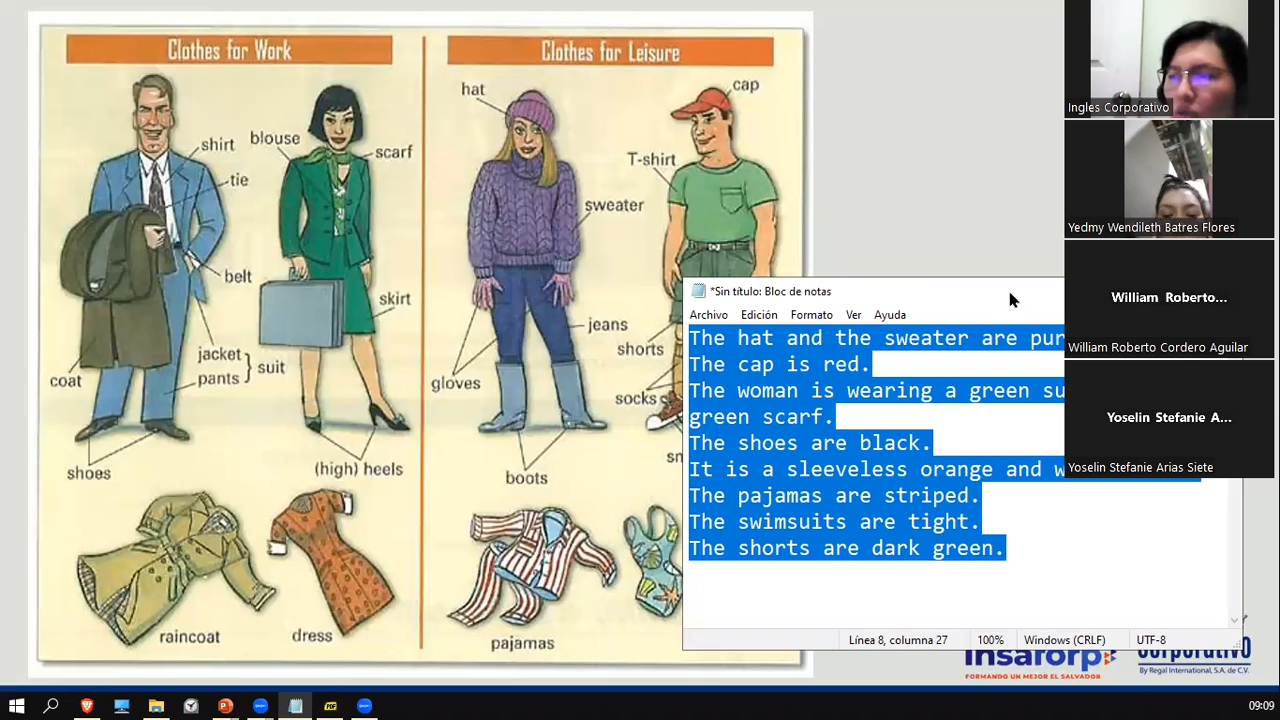 Clothes for Work
Clothes for Leisure
hat
cap
shirt
blouse
scarf
T-shirt
tie
sweater
belt
skirt
jeans
shorts
jacket
pants
suit
coat
gloves
socks
shoes
(high) heels
boots
raincoat
dress
pajamas
*Sin título: Bloc de notas
Archivo Edición Formato Ver Ayuda
The hat and the sweater are
The cap is red.
The woman is wearing a green
green scarf.
The shoes are black.
It is a sleeveless orange and
The pajamas are striped.
The swimsuits are tight.
The shorts are dark green.
Línea 8, columna 27 100% Windows (CRLF) UTF-8
Ingles Corporativo
Yedmy Wendileth Batres Flores
William Roberto...
William Roberto Cordero Aguilar
Yoselin Stefanie A...
Yoselin Stefanie Arias Siete
Insaforp
FORMANDO UN MEJOR EL SALVADOR
Corporativo
By Regal International, S.A. de C.V.
09:09